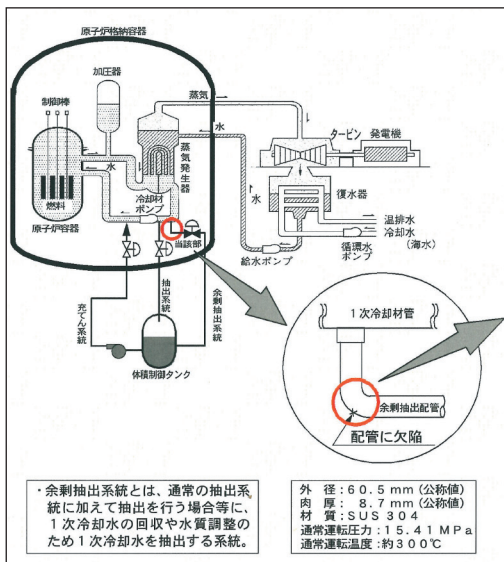 原子炉格納容器
加圧器
制御棒
蒸気
水
タービン
発電機
水
蒸気発生器
冷却材
ポンプ
燃料
原子炉容器
当該部
復水器
水
温排水
冷却水
(海水)
循環水
ポンプ
給水ポンプ
充てん系統
抽出系統
余剰抽出系統
体積制御タンク
1次冷却材管
余剰抽出配管
配管に欠陥
・余剰抽出系統とは、通常の抽出系
統に加えて抽出を行う場合等に、
1次冷却水の回収や水質調整の
ため1次冷却水を抽出する系統。
外 径:60.5mm(公称値)
肉 厚: 8.7mm(公称値)
材 質:SUS 304
通常運転圧力:15.41MPa
通常運転温度:約300℃